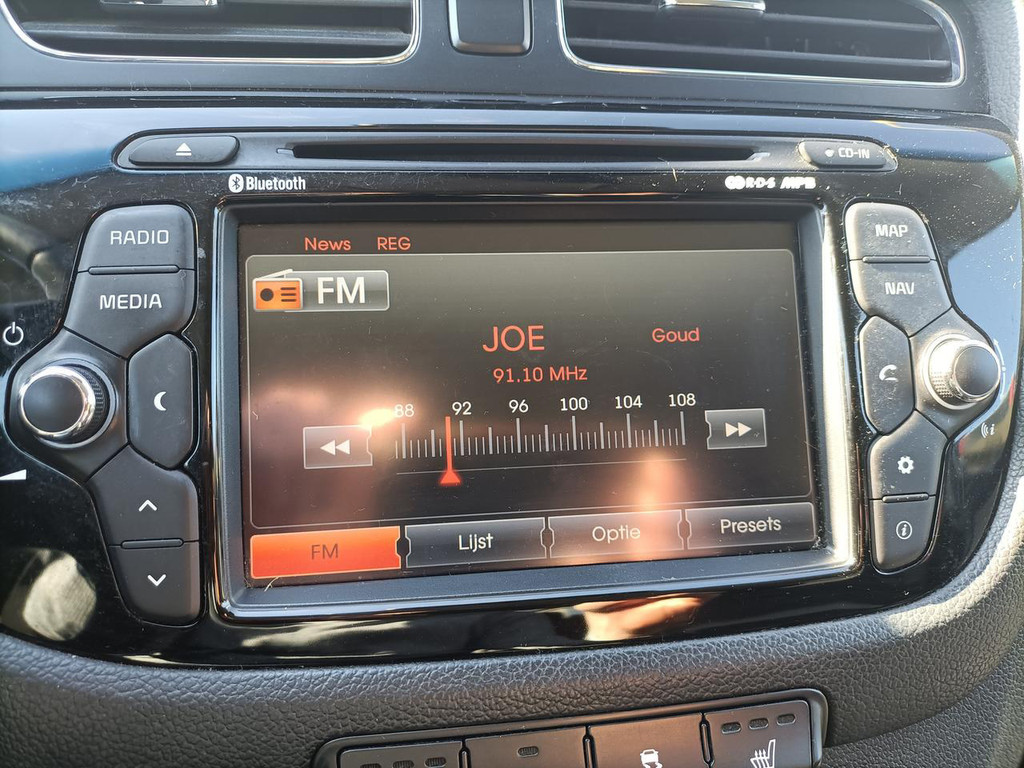 CD-IN
Bluetooth
R·D·S MP3
RADIO
MEDIA
MAP
NAV
News REG
FM
JOE
Goud
91.10 MHz
88 92 96 100 104 108
FM Lijst Optie Presets